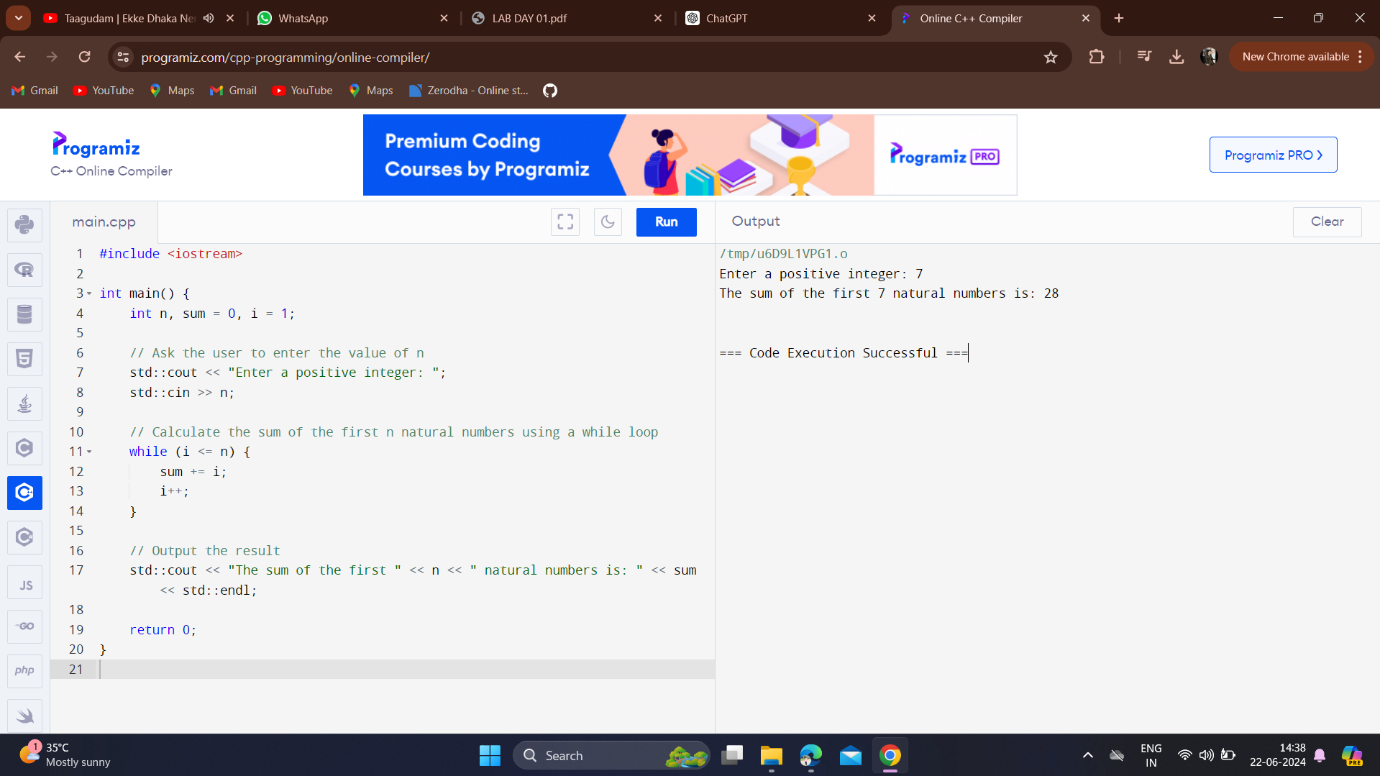 Taagudam | Ekke Dhaka Ne
WhatsApp
LAB DAY 01.pdf
ChatGPT
Online C++ Compiler
programiz.com/cpp-programming/online-compiler/
New Chrome available
Gmail
YouTube
Maps
Gmail
YouTube
Maps
Zerodha - Online st...
Programiz
C++ Online Compiler
Premium Coding
Courses by Programiz
Programiz PRO
Programiz PRO
main.cpp
Run
Output
Clear
1 #include <iostream>
2
3 int main() {
4     int n, sum = 0, i = 1;
5
6     // Ask the user to enter the value of n
7     std::cout << "Enter a positive integer: ";
8     std::cin >> n;
9
10     // Calculate the sum of the first n natural numbers using a while loop
11     while (i <= n) {
12         sum += i;
13         i++;
14     }
15
16     // Output the result
17     std::cout << "The sum of the first " << n << " natural numbers is: " << sum
        << std::endl;
18
19     return 0;
20 }
21
/tmp/u6D9L1VPG1.o
Enter a positive integer: 7
The sum of the first 7 natural numbers is: 28
=== Code Execution Successful ===
JS
GO
php
1
35°C
Mostly sunny
Search
ENG
IN
14:38
22-06-2024
PRE